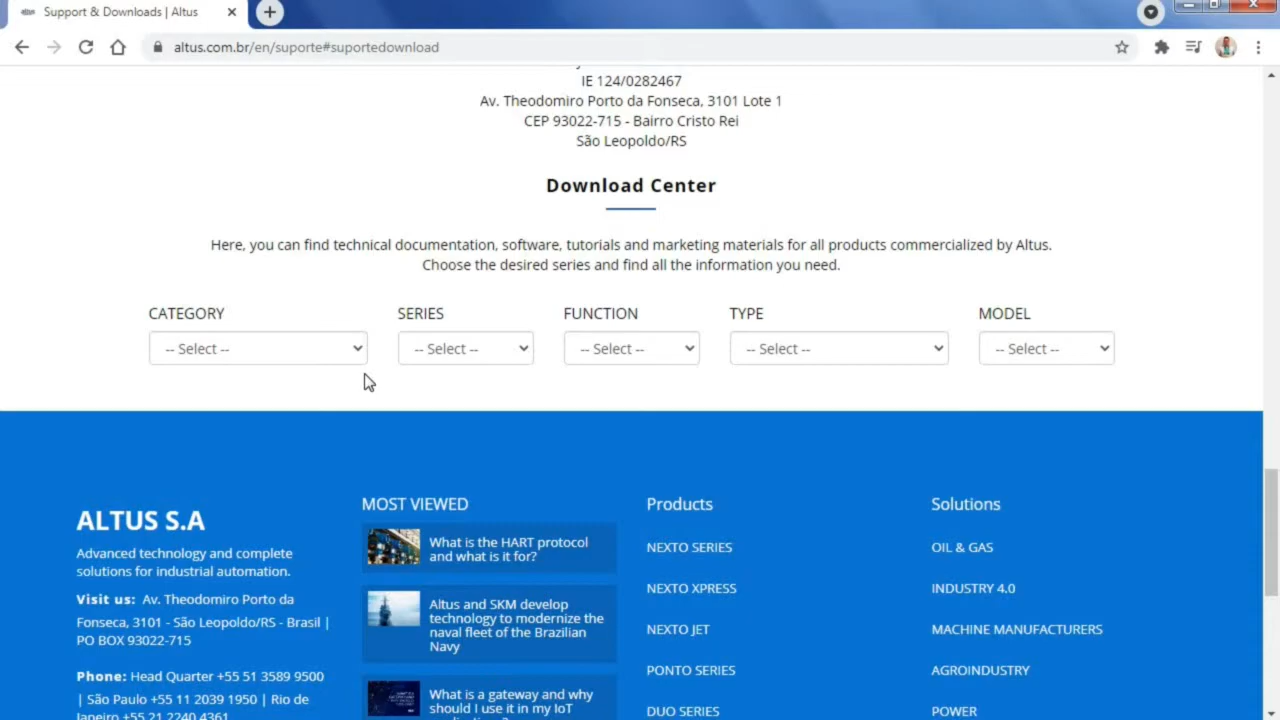 Support & Downloads | Altus
altus.com.br/en/suporte#suportedownload
IE 124/0282467
Av. Theodomiro Porto da Fonseca, 3101 Lote 1
CEP 93022-715 - Bairro Cristo Rei
São Leopoldo/RS
Download Center
Here, you can find technical documentation, software, tutorials and marketing materials for all products commercialized by Altus.
Choose the desired series and find all the information you need.
CATEGORY SERIES FUNCTION TYPE MODEL
-- Select -- -- Select -- -- Select -- -- Select -- -- Select --
ALTUS S.A
Advanced technology and complete
solutions for industrial automation.
Visit us: Av. Theodomiro Porto da
Fonseca, 3101 - São Leopoldo/RS - Brasil |
PO BOX 93022-715
Phone: Head Quarter +55 51 3589 9500
| São Paulo +55 11 2039 1950 | Rio de
Janeiro +55 21 2240 4361
MOST VIEWED
What is the HART protocol
and what is it for?
Altus and SKM develop
technology to modernize the
naval fleet of the Brazilian
Navy
What is a gateway and why
should I use it in my IoT
Products
NEXTO SERIES
NEXTO XPRESS
NEXTO JET
PONTO SERIES
DUO SERIES
Solutions
OIL & GAS
INDUSTRY 4.0
MACHINE MANUFACTURERS
AGROINDUSTRY
POWER